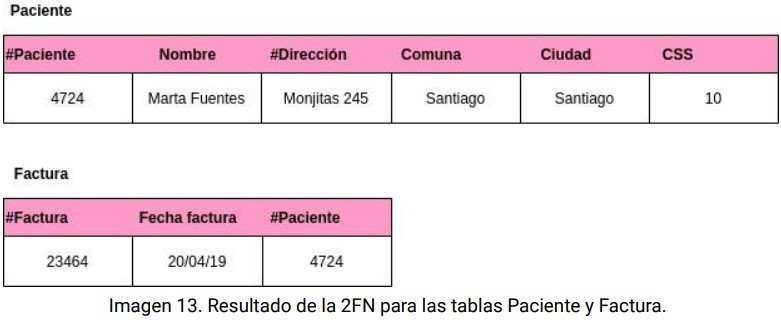 Paciente
#Paciente Nombre #Dirección Comuna Ciudad CSS
4724 Marta Fuentes Monjitas 245 Santiago Santiago 10
Factura
#Factura Fecha factura #Paciente
23464 20/04/19 4724
Imagen 13. Resultado de la 2FN para las tablas Paciente y Factura.